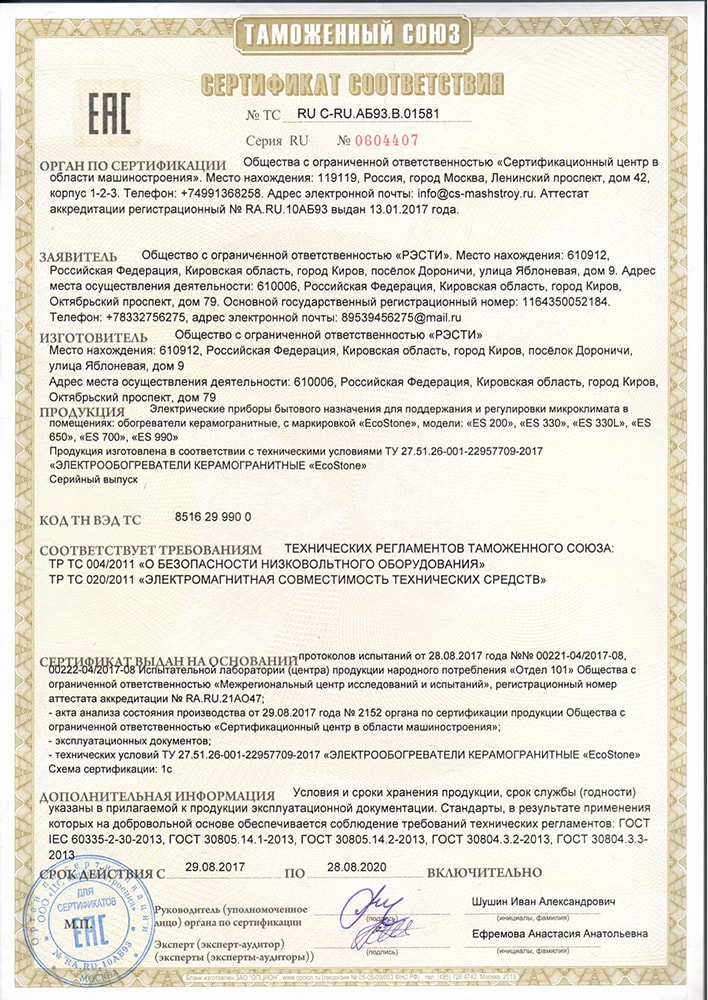 ТАМОЖЕННЫЙ СОЮЗ
СЕРТИФИКАТ СООТВЕТСТВИЯ
ЕАС
№ ТС RU C-RU.АБ93.В.01581
Серия RU № 0604407
ОРГАН ПО СЕРТИФИКАЦИИ Общества с ограниченной ответственностью «Сертификационный центр в
области машиностроения». Место нахождения: 119119, Россия, город Москва, Ленинский проспект, дом 42,
корпус 1-2-3. Телефон: +74991368258. Адрес электронной почты: info@cs-mashstroy.ru. Аттестат
аккредитации регистрационный № RA.RU.10АБ93 выдан 13.01.2017 года.
ЗАЯВИТЕЛЬ Общество с ограниченной ответственностью «РЭСТИ». Место нахождения: 610912,
Российская Федерация, Кировская область, город Киров, посёлок Дороничи, улица Яблоневая, дом 9. Адрес
места осуществления деятельности: 610006, Российская Федерация, Кировская область, город Киров,
Октябрьский проспект, дом 79. Основной государственный регистрационный номер: 1164350052184.
Телефон: +78332756275, адрес электронной почты: 89539456275@mail.ru
ИЗГОТОВИТЕЛЬ Общество с ограниченной ответственностью «РЭСТИ»
Место нахождения: 610912, Российская Федерация, Кировская область, город Киров, посёлок Дороничи,
улица Яблоневая, дом 9
Адрес места осуществления деятельности: 610006, Российская Федерация, Кировская область, город Киров,
Октябрьский проспект, дом 79
ПРОДУКЦИЯ Электрические приборы бытового назначения для поддержания и регулировки микроклимата в
помещениях: обогреватели керамогранитные, с маркировкой «EcoStone», модели: «ES 200», «ES 330», «ES 330L», «ES
650», «ES 700», «ES 990»
Продукция изготовлена в соответствии с техническими условиями ТУ 27.51.26-001-22957709-2017
«ЭЛЕКТРООБОГРЕВАТЕЛИ КЕРАМОГРАНИТНЫЕ «EcoStone»
Серийный выпуск
КОД ТН ВЭД ТС 8516 29 990 0
СООТВЕТСТВУЕТ ТРЕБОВАНИЯМ ТЕХНИЧЕСКИХ РЕГЛАМЕНТОВ ТАМОЖЕННОГО СОЮЗА:
ТР ТС 004/2011 «О БЕЗОПАСНОСТИ НИЗКОВОЛЬТНОГО ОБОРУДОВАНИЯ»
ТР ТС 020/2011 «ЭЛЕКТРОМАГНИТНАЯ СОВМЕСТИМОСТЬ ТЕХНИЧЕСКИХ СРЕДСТВ»
СЕРТИФИКАТ ВЫДАН НА ОСНОВАНИИ протоколов испытаний от 28.08.2017 года №№ 00221-04/2017-08,
00222-04/2017-08 Испытательной лаборатории (центра) продукции народного потребления «Отдел 101» Общества с
ограниченной ответственностью «Межрегиональный центр исследований и испытаний», регистрационный номер
аттестата аккредитации № RA.RU.21АО47;
- акта анализа состояния производства от 29.08.2017 года № 2152 органа по сертификации продукции Общества с
ограниченной ответственностью «Сертификационный центр в области машиностроения»;
- эксплуатационных документов;
- технических условий ТУ 27.51.26-001-22957709-2017 «ЭЛЕКТРООБОГРЕВАТЕЛИ КЕРАМОГРАНИТНЫЕ «EcoStone»
Схема сертификации: 1с
ДОПОЛНИТЕЛЬНАЯ ИНФОРМАЦИЯ Условия и сроки хранения продукции, срок службы (годности)
указаны в прилагаемой к продукции эксплуатационной документации. Стандарты, в результате применения
которых на добровольной основе обеспечивается соблюдение требований технических регламентов: ГОСТ
IEC 60335-2-30-2013, ГОСТ 30805.14.1-2013, ГОСТ 30805.14.2-2013, ГОСТ 30804.3.2-2013, ГОСТ 30804.3.3-
2013
СРОК ДЕЙСТВИЯ С 29.08.2017 ПО 28.08.2020 ВКЛЮЧИТЕЛЬНО
ДЛЯ
СЕРТИФИКАТОВ
ЕАС
№ RA.RU.10АБ93
МОСКВА
М.П.
Руководитель (уполномоченное
лицо) органа по сертификации
(подпись)
Шушин Иван Александрович
(инициалы, фамилия)
Эксперт (эксперт-аудитор)
(эксперты (эксперты-аудиторы))
(подпись)
Ефремова Анастасия Анатольевна
(инициалы, фамилия)
Бланк изготовлен ЗАО "ОПЦИОН", www.opcion.ru (лицензия № 05-05-09/003 ФНС РФ), тел. (495) 726 4742, Москва, 2013